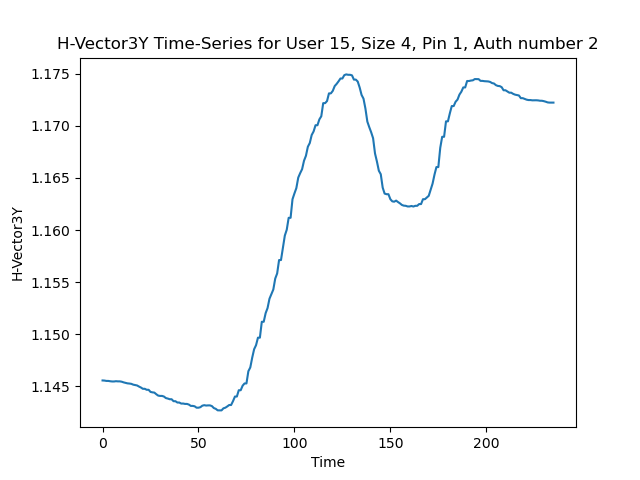 H-Vector3Y Time-Series for User 15, Size 4, Pin 1, Auth number 2
1.175
1.170
1.165
1.160
1.155
1.150
1.145
H-Vector3Y
0 50 100 150 200
Time